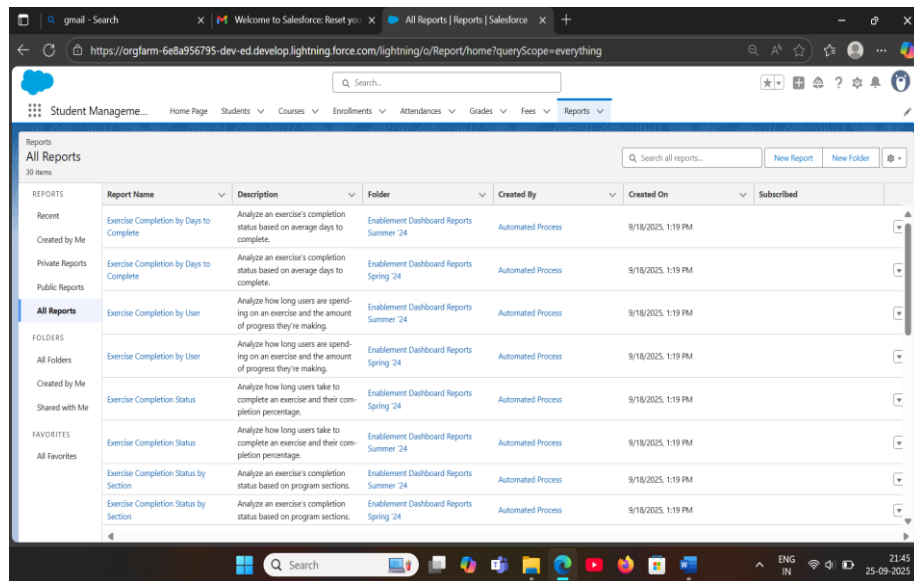 gmail - Search
Welcome to Salesforce: Reset you
All Reports | Reports | Salesforce
https://orgfarm-6e8a956795-dev-ed.develop.lightning.force.com/lightning/o/Report/home?queryScope=everything
Search...
Student Manageme...
Home Page
Students
Courses
Enrollments
Attendances
Grades
Fees
Reports
Reports
All Reports
30 items
Search all reports...
New Report
New Folder
REPORTS
Recent
Created by Me
Private Reports
Public Reports
All Reports
FOLDERS
All Folders
Created by Me
Shared with Me
FAVORITES
All Favorites
Report Name
Description
Folder
Created By
Created On
Subscribed
Exercise Completion by Days to
Complete
Analyze an exercise's completion
status based on average days to
complete.
Enablement Dashboard Reports
Summer '24
Automated Process
9/18/2025, 1:19 PM
Exercise Completion by Days to
Complete
Analyze an exercise's completion
status based on average days to
complete.
Enablement Dashboard Reports
Spring '24
Automated Process
9/18/2025, 1:19 PM
Exercise Completion by User
Analyze how long users are spend-
ing on an exercise and the amount
of progress they're making.
Enablement Dashboard Reports
Summer '24
Automated Process
9/18/2025, 1:19 PM
Exercise Completion by User
Analyze how long users are spend-
ing on an exercise and the amount
of progress they're making.
Enablement Dashboard Reports
Spring '24
Automated Process
9/18/2025, 1:19 PM
Exercise Completion Status
Analyze how long users take to
complete an exercise and their com-
pletion percentage.
Enablement Dashboard Reports
Spring '24
Automated Process
9/18/2025, 1:19 PM
Exercise Completion Status
Analyze how long users take to
complete an exercise and their com-
pletion percentage.
Enablement Dashboard Reports
Summer '24
Automated Process
9/18/2025, 1:19 PM
Exercise Completion Status by
Section
Analyze an exercise's completion
status based on program sections.
Enablement Dashboard Reports
Summer '24
Automated Process
9/18/2025, 1:19 PM
Exercise Completion Status by
Section
Analyze an exercise's completion
status based on program sections.
Enablement Dashboard Reports
Spring '24
Automated Process
9/18/2025, 1:19 PM
Search
ENG
IN
21:45
25-09-2025